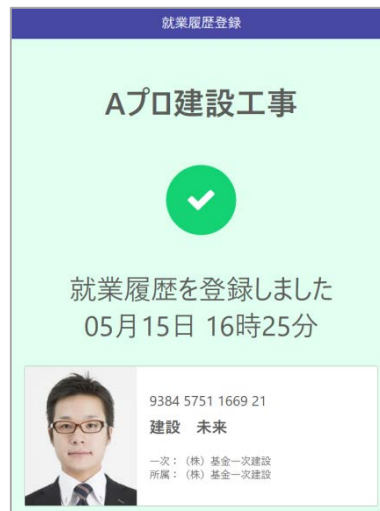 就業履歴登録
Aプロ建設工事
就業履歴を登録しました
05月15日 16時25分
9384 5751 1669 21
建設　未来
一次：（株）基金一次建設
所属：（株）基金一次建設